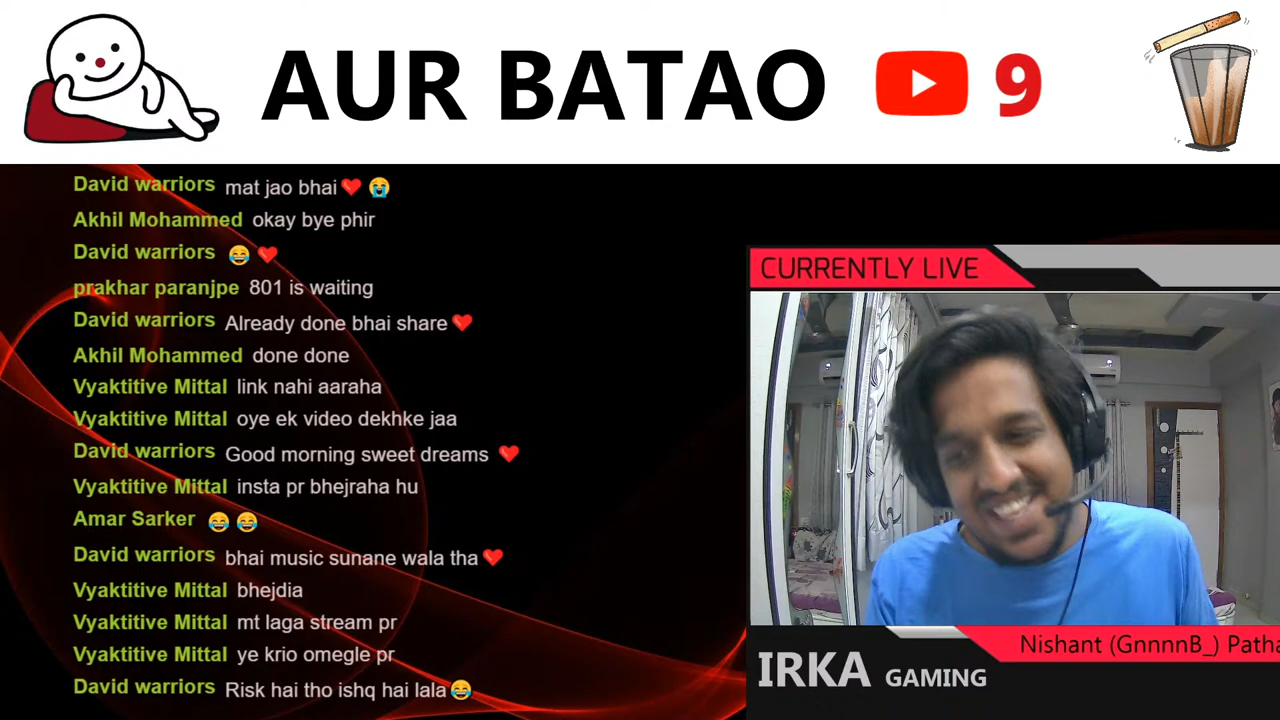 AUR BATAO 9
David warriors mat jao bhai❤️😭
Akhil Mohammed okay bye phir
David warriors 😂❤️
prakhar paranjpe 801 is waiting
David warriors Already done bhai share❤️
Akhil Mohammed done done
Vyaktitive Mittal link nahi aaraha
Vyaktitive Mittal oye ek video dekhke jaa
David warriors Good morning sweet dreams ❤️
Vyaktitive Mittal insta pr bhejraha hu
Amar Sarker 😂😂
David warriors bhai music sunane wala tha❤️
Vyaktitive Mittal bhejdia
Vyaktitive Mittal mt laga stream pr
Vyaktitive Mittal ye krio omegle pr
David warriors Risk hai tho ishq hai lala😂
CURRENTLY LIVE
Nishant (GnnnnB_) Patha
IRKA GAMING